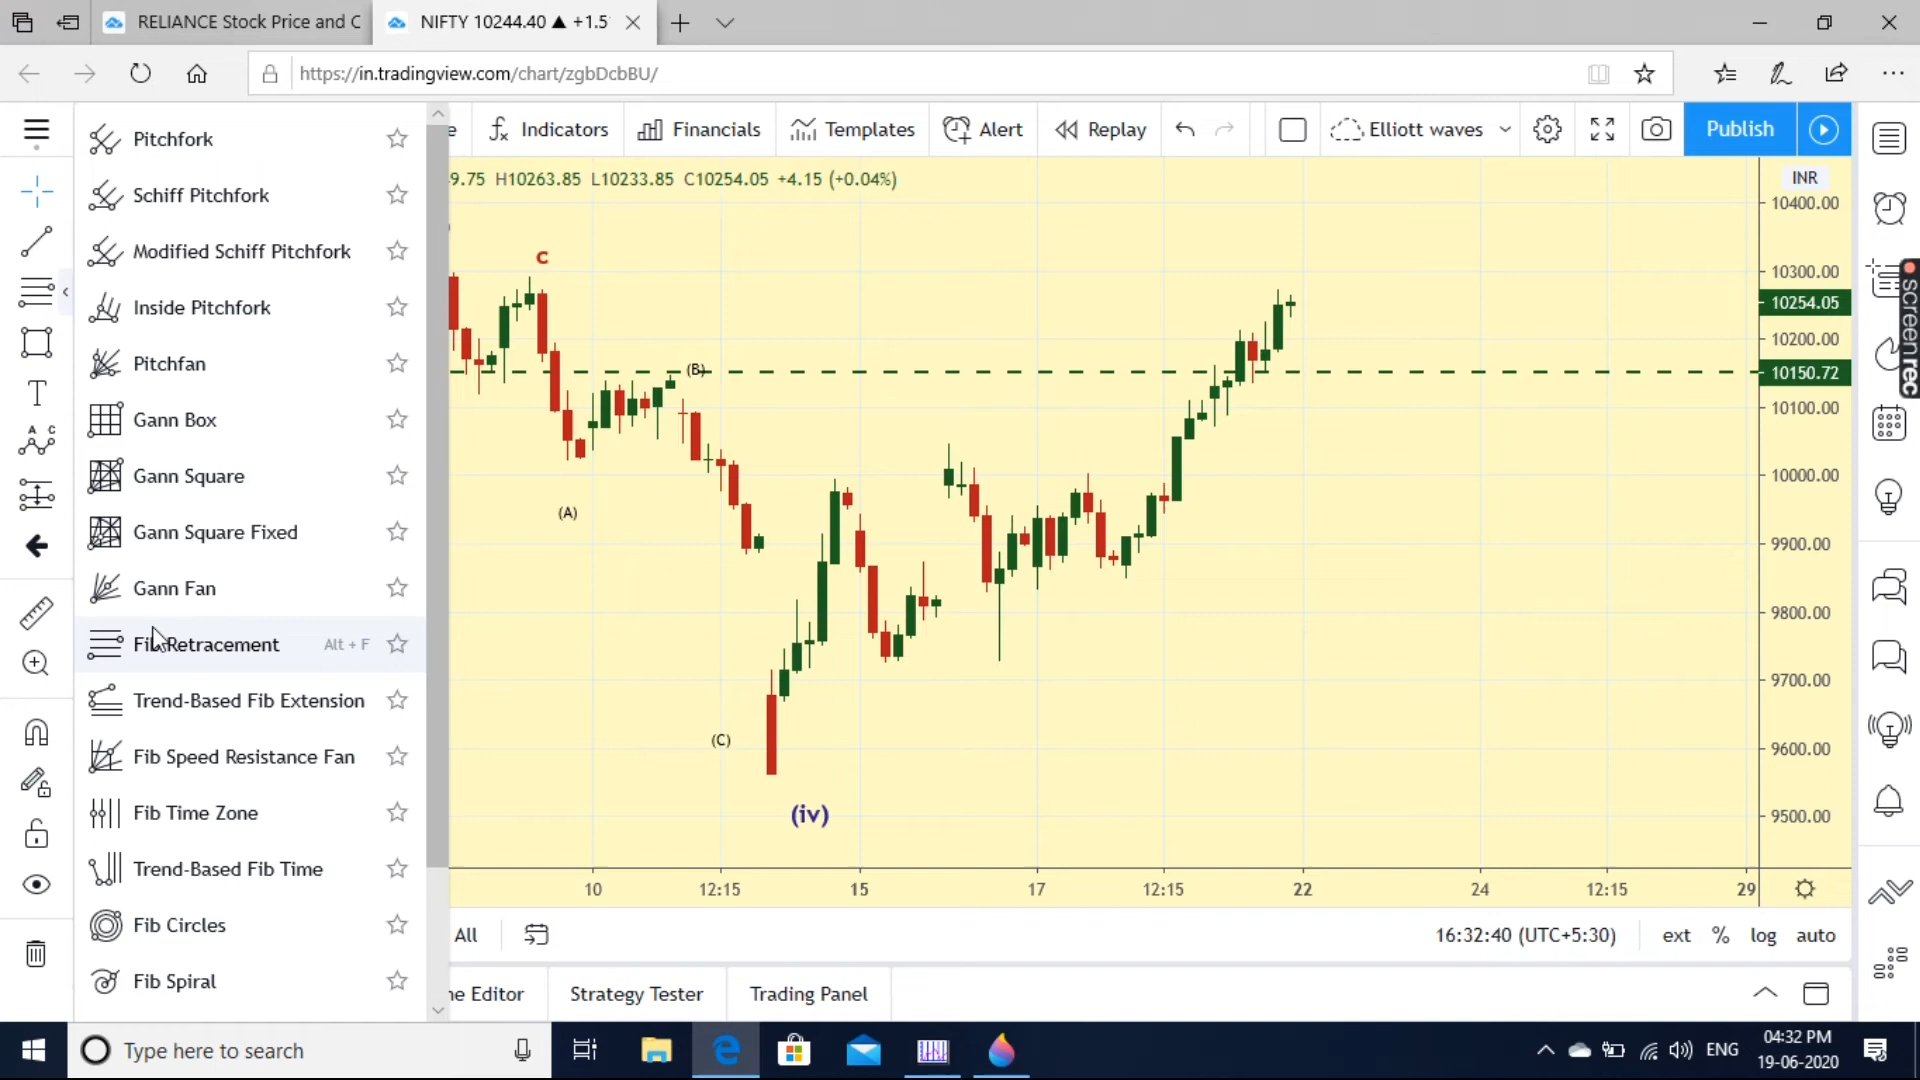 RELIANCE Stock Price and C
NIFTY 10244.40 ▲ +1.5
https://in.tradingview.com/chart/zgbDcbBU/
Pitchfork
Schiff Pitchfork
Modified Schiff Pitchfork
Inside Pitchfork
Pitchfan
Gann Box
Gann Square
Gann Square Fixed
Gann Fan
Fib Retracement Alt + F
Trend-Based Fib Extension
Fib Speed Resistance Fan
Fib Time Zone
Trend-Based Fib Time
Fib Circles
Fib Spiral
e Indicators Financials Templates Alert Replay Elliott waves Publish
9.75 H10263.85 L10233.85 C10254.05 +4.15 (+0.04%)
INR
10400.00
10300.00
10254.05
10200.00
10150.72
10100.00
10000.00
9900.00
9800.00
9700.00
9600.00
9500.00
C
(B)
(A)
(C)
(iv)
10 12:15 15 17 12:15 22 24 12:15 29
All
16:32:40 (UTC+5:30) ext % log auto
ne Editor Strategy Tester Trading Panel
screenrec
T
A C
Type here to search
ENG
04:32 PM
19-06-2020